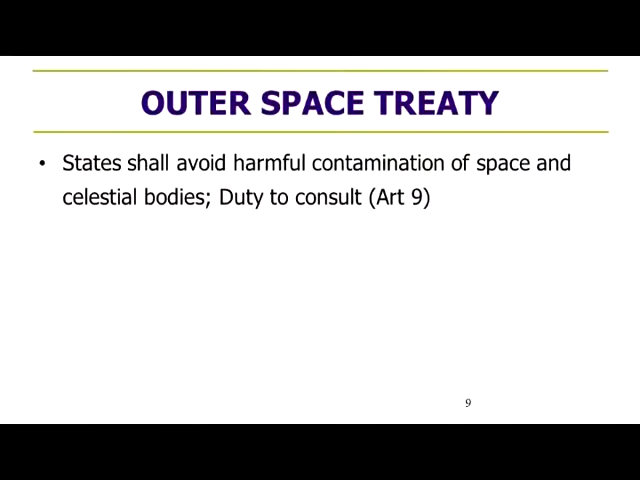 OUTER SPACE TREATY
• States shall avoid harmful contamination of space and
celestial bodies; Duty to consult (Art 9)
9